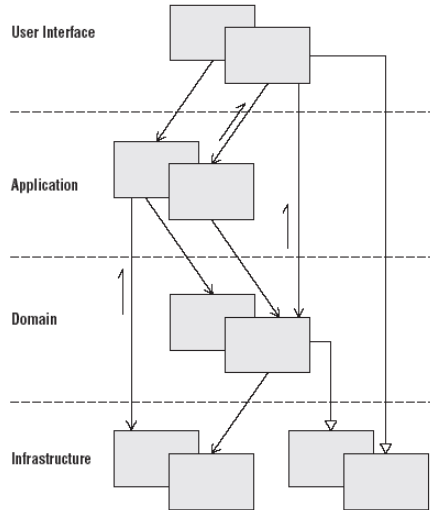 User Interface
Application
Domain
Infrastructure